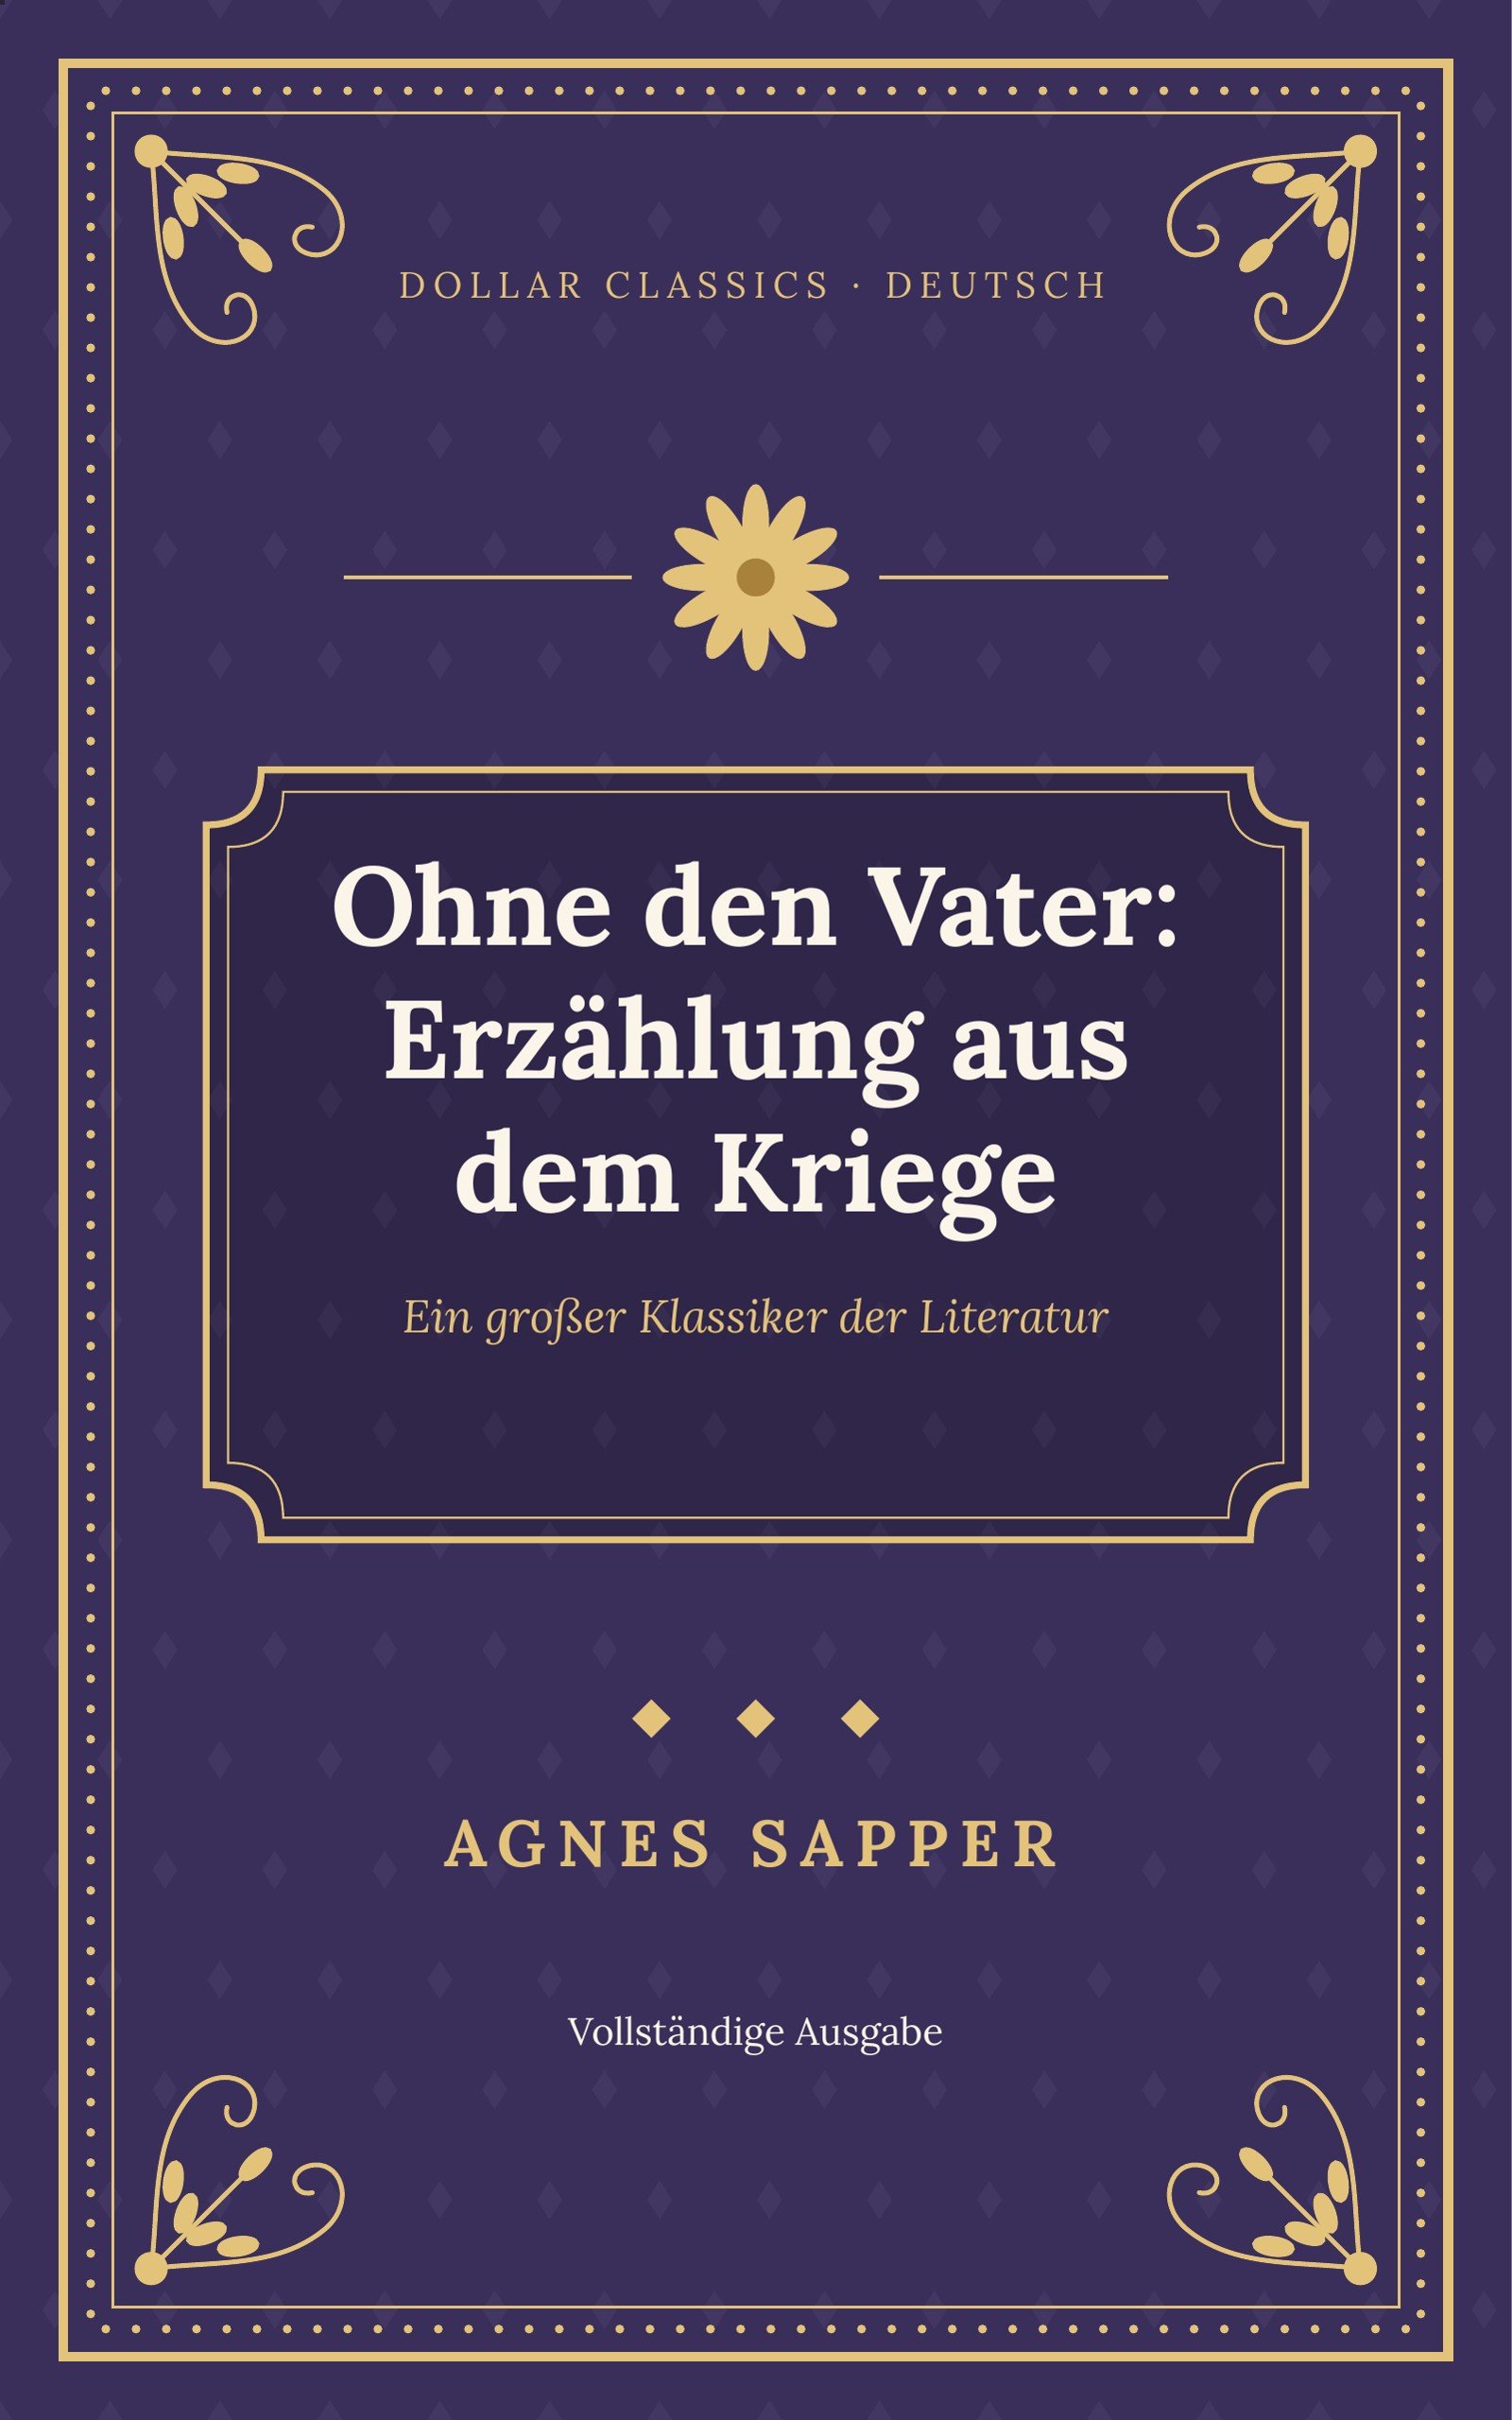 DOLLAR CLASSICS · DEUTSCH
Ohne den Vater:
Erzählung aus
dem Kriege
Ein großer Klassiker der Literatur
AGNES SAPPER
Vollständige Ausgabe